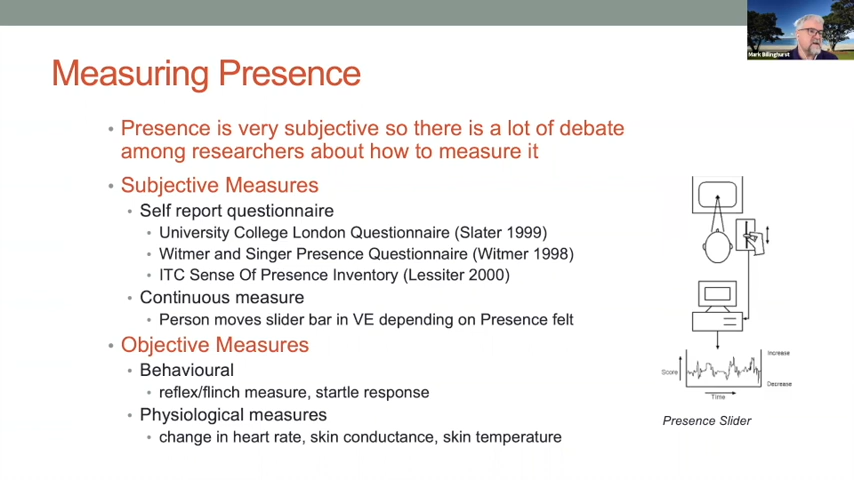 Mark Billinghurst
Measuring Presence
• Presence is very subjective so there is a lot of debate
among researchers about how to measure it
• Subjective Measures
• Self report questionnaire
• University College London Questionnaire (Slater 1999)
• Witmer and Singer Presence Questionnaire (Witmer 1998)
• ITC Sense Of Presence Inventory (Lessiter 2000)
• Continuous measure
• Person moves slider bar in VE depending on Presence felt
• Objective Measures
• Behavioural
• reflex/flinch measure, startle response
• Physiological measures
• change in heart rate, skin conductance, skin temperature
Increase
Score
Decrease
Time
Presence Slider